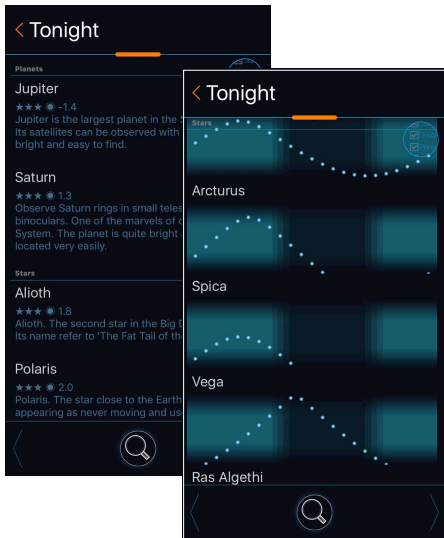 Tonight
Planets
Jupiter
★★★ -1.4
Jupiter is the largest planet in the
Its satellites can be observed with
bright and easy to find.
Saturn
★★★ 1.3
Observe Saturn rings in small
binoculars. One of the marvels of
System. The planet is quite bright
located very easily.
Stars
Alioth
★★★ 1.8
Alioth. The second star in the Big
Its name refer to 'The Fat Tail of
Polaris
★★★ 2.0
Polaris. The star close to the Earth
appearing as never moving and
Tonight
Stars
Arcturus
Spica
Vega
Ras Algethi